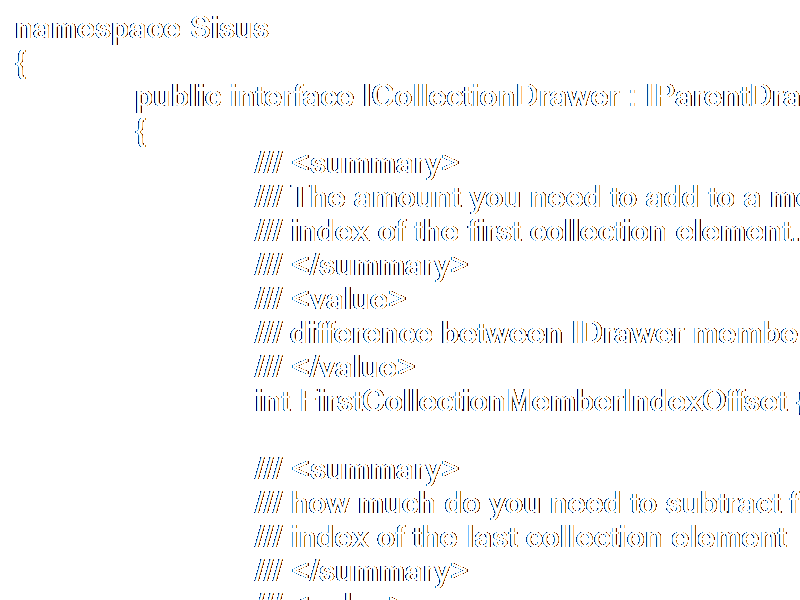 namespace Sisus
{
public interface ICollectionDrawer : IParentDra
{
/// <summary>
/// The amount you need to add to a
/// index of the first collection element.
/// </summary>
/// <value>
/// difference between IDrawer membe
/// </value>
int FirstCollectionMemberIndexOffset {

/// <summary>
/// how much do you need to subtract f
/// index of the last collection element
/// </summary>